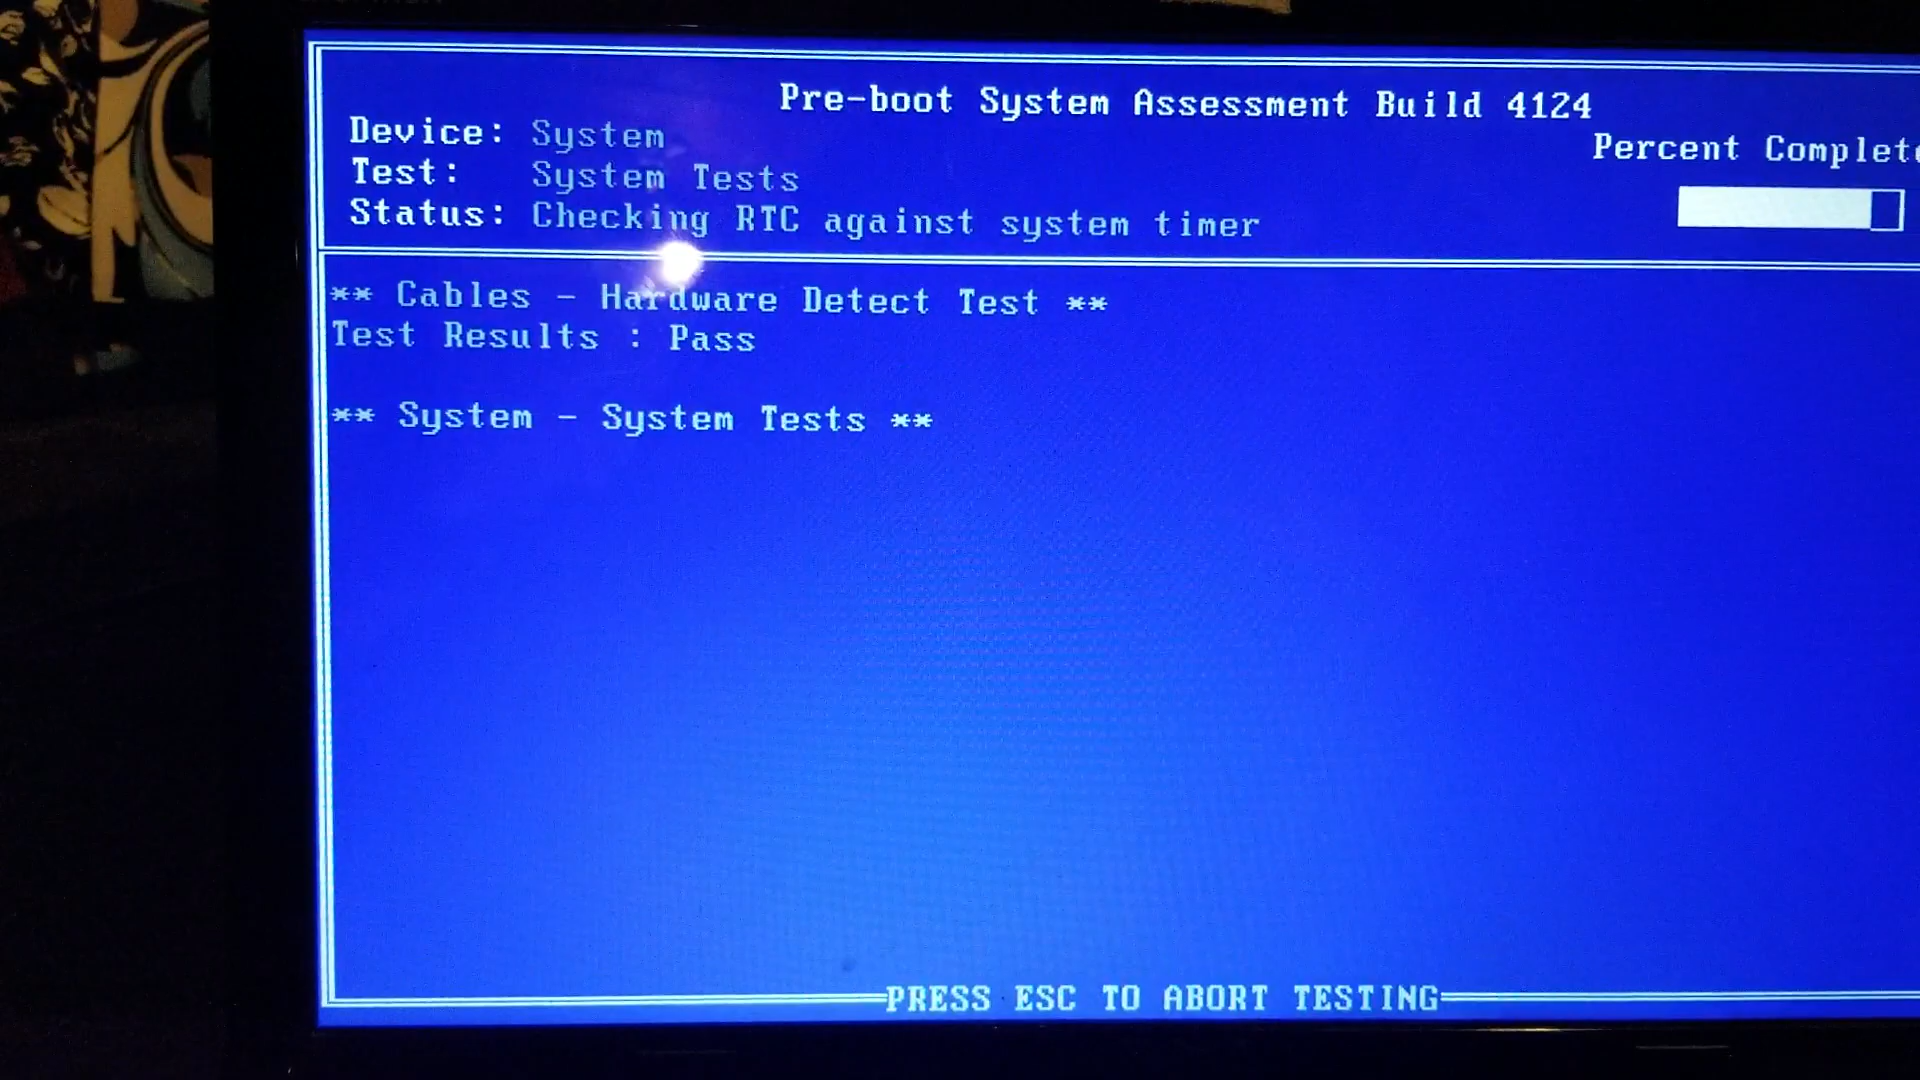 Pre-boot System Assessment Build 4124
Device: System
Percent Complete
Test: System Tests
Status: Checking RTC against system timer
** Cables - Hardware Detect Test **
Test Results : Pass
** System - System Tests **
PRESS ESC TO ABORT TESTING